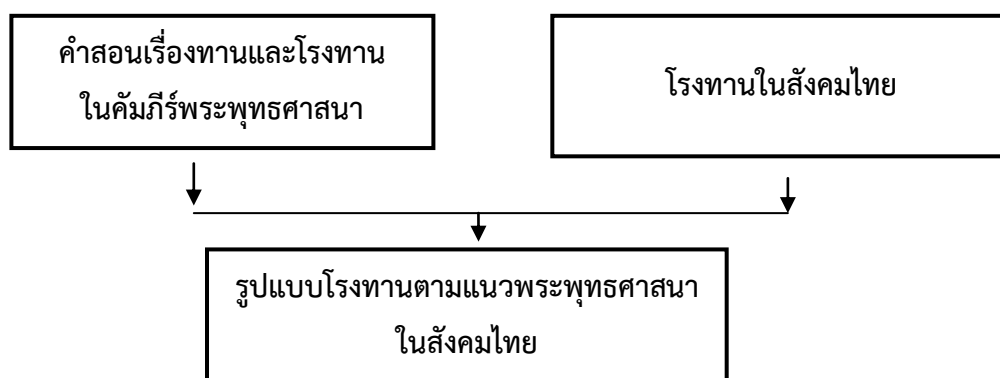 คำสอนเรื่องทานและโรงทาน
ในคัมภีร์พระพุทธศาสนา
โรงทานในสังคมไทย
รูปแบบโรงทานตามแนวพระพุทธศาสนา
ในสังคมไทย